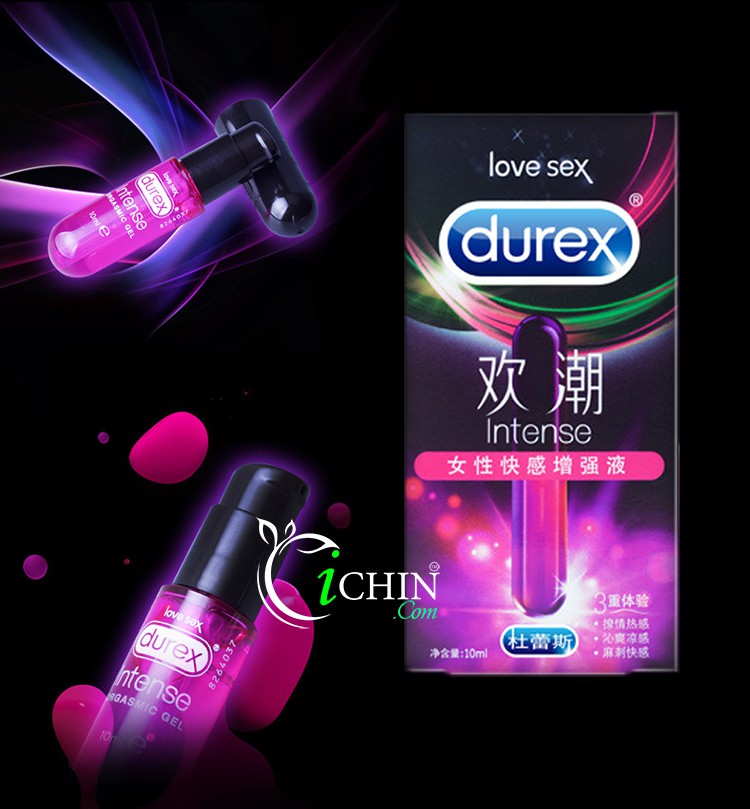 love sex
durex
intense
ORGASMIC GEL
10ml e
8264037
love sex
durex®
欢潮
Intense
女性快感增强液
3重体验
·撩情热感
·沁爽凉感
·麻刺快感
杜蕾斯
净含量:10ml
iCHIN™
.Com
love sex
durex®
intense
ORGASMIC GEL
10ml e
8264037